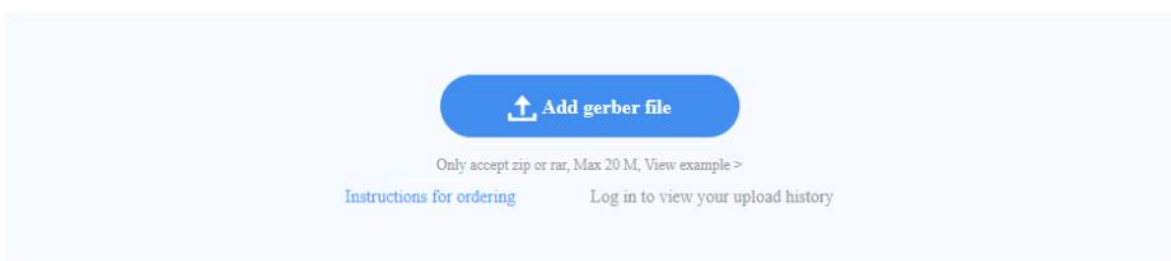 Add gerber file
Only accept zip or rar, Max 20 M, View example >
Instructions for ordering Log in to view your upload history